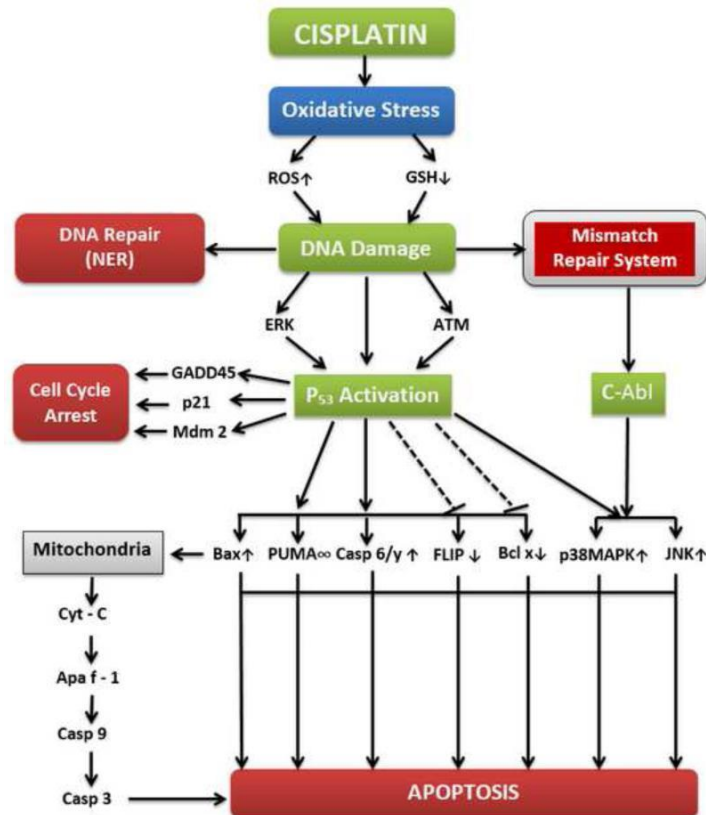 CISPLATIN
Oxidative Stress
ROS↑
GSH↓
DNA Repair
(NER)
DNA Damage
Mismatch
Repair System
ERK
ATM
Cell Cycle
Arrest
GADD45
p21
Mdm 2
P53 Activation
C-Abl
Mitochondria
Bax↑
PUMA∞
Casp 6/y ↑
FLIP ↓
Bcl x↓
p38MAPK↑
JNK↑
Cyt - C
Apa f - 1
Casp 9
Casp 3
APOPTOSIS